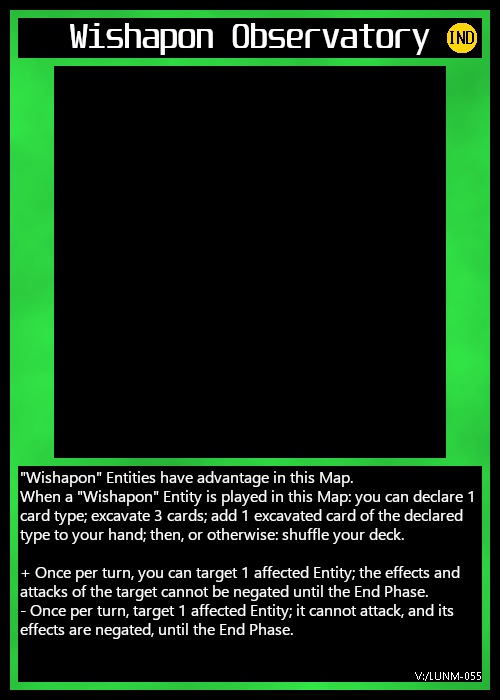 Wishapon Observatory IND
"Wishapon" Entities have advantage in this Map.
When a "Wishapon" Entity is played in this Map: you can declare 1
card type; excavate 3 cards; add 1 excavated card of the declared
type to your hand; then, or otherwise: shuffle your deck.
+ Once per turn, you can target 1 affected Entity; the effects and
attacks of the target cannot be negated until the End Phase.
- Once per turn, target 1 affected Entity; it cannot attack, and its
effects are negated, until the End Phase.
V:/LUNM-055